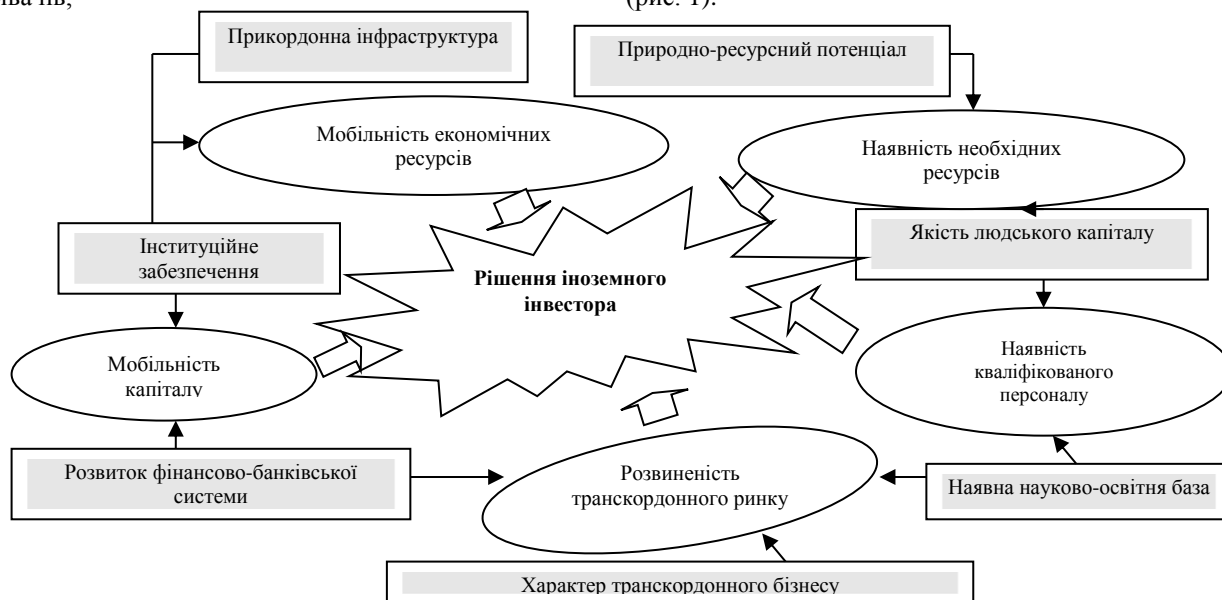 (рис. 1).
Прикордонна інфраструктура
Природно-ресурсний потенціал
Мобільність економічних
ресурсів
Наявність необхідних
ресурсів
Інституційне
забезпечення
Якість людського капіталу
Рішення іноземного
інвестора
Мобільність
капіталу
Наявність
кваліфікованого
персоналу
Розвиток фінансово-банківської
системи
Розвиненість
транскордонного ринку
Наявна науково-освітня база
Характер транскордонного бізнесу